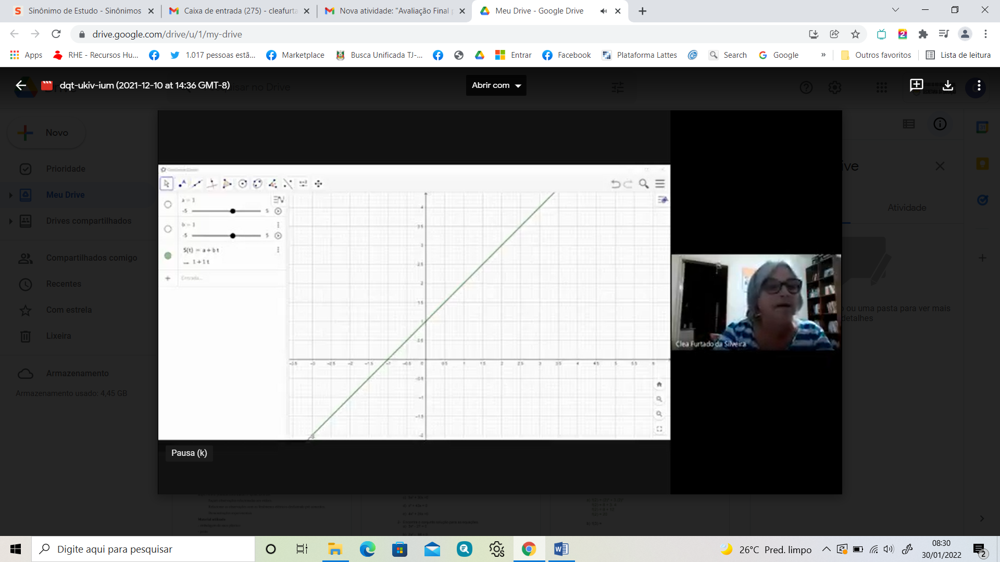 Sinônimo de Estudo - Sinônimos
Caixa de entrada (275) - cleafurta
Nova atividade: "Avaliação Final p
Meu Drive - Google Drive
drive.google.com/drive/u/1/my-drive
Apps
RHE - Recursos Hu...
1.017 pessoas estã...
Marketplace
Busca Unificada TJ-...
Entrar
Facebook
Plataforma Lattes
Search
Google
»
Outros favoritos
Lista de leitura
dqt-ukiv-ium (2021-12-10 at 14:36 GMT-8)
Abrir com
Novo
Prioridade
Meu Drive
Drives compartilhados
Compartilhados comigo
Recentes
Com estrela
Lixeira
Armazenamento
Armazenamento usado: 4,45 GB
a = 1
-5 5
b = 1
-5 5
S(t) = a + b t
1 + 1 t
Entrada...
4
3.5
3
2.5
2
1.5
1
0.5
-3.5 -3 -2.5 -2 -1.5 -1 -0.5 0 0.5 1 1.5 2 2.5 3 3.5 4 4.5 5 5.5 6
-0.5
-1
-1.5
-2
Clea Furtado da Silveira
Pausa (k)
ive
Atividade
o ou uma pasta para ver mais
detalhes
Digite aqui para pesquisar
26°C Pred. limpo
08:30
30/01/2022
2